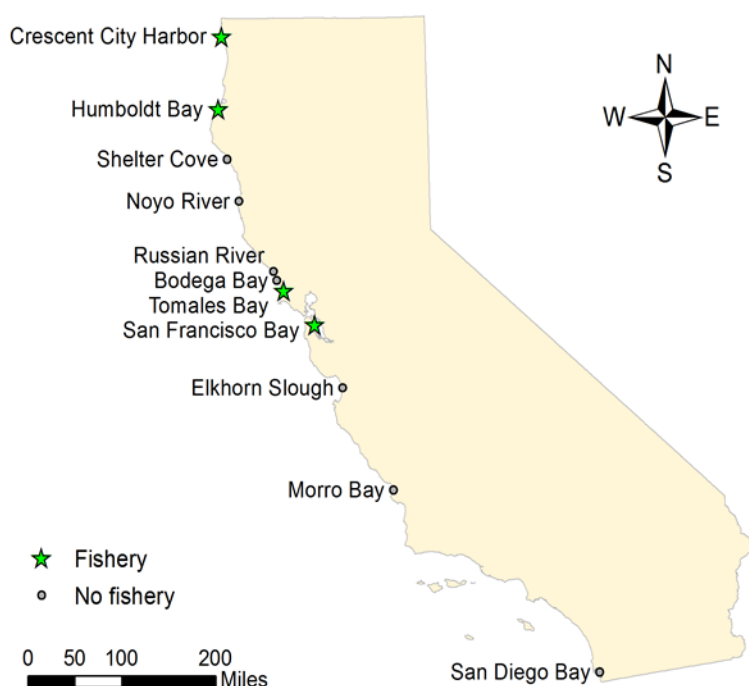 Crescent City Harbor
N
Humboldt Bay
W E
Shelter Cove
S
Noyo River
Russian River
Bodega Bay
Tomales Bay
San Francisco Bay
Elkhorn Slough
Morro Bay
Fishery
No fishery
0 50 100 200
Miles
San Diego Bay